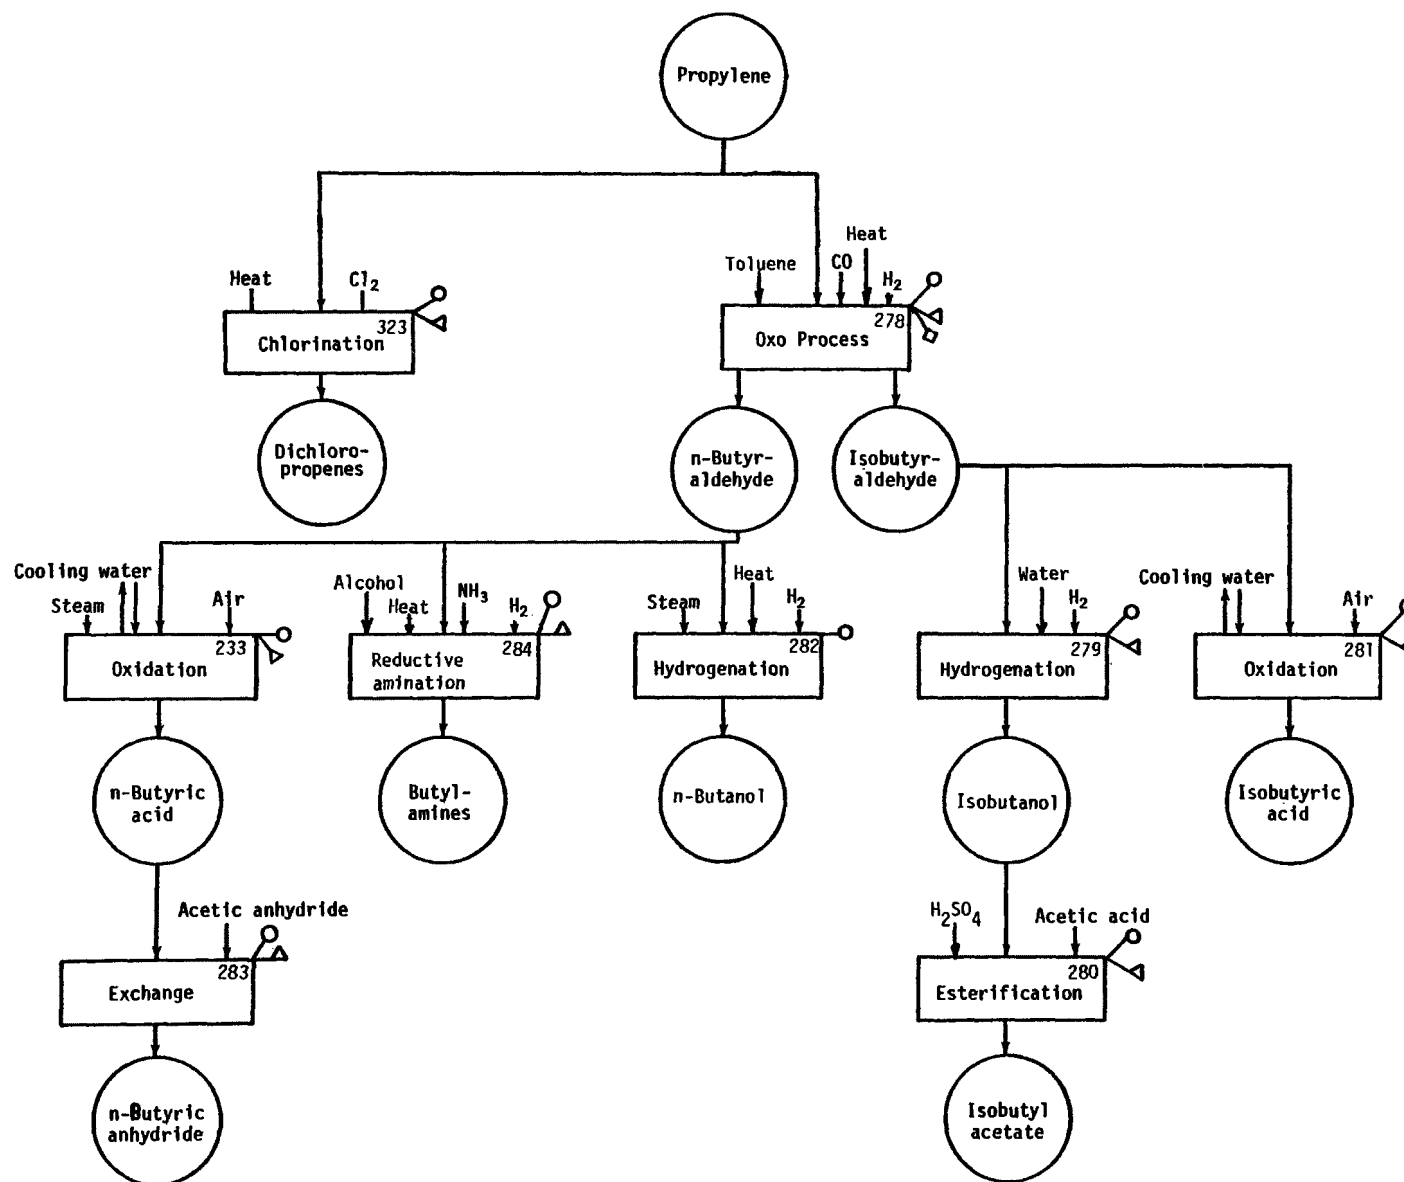 Propylene
Heat
Cl2
323
Chlorination
Toluene
CO
Heat
H2
278
Oxo Process
Dichloro-
propenes
n-Butyr-
aldehyde
Isobutyr-
aldehyde
Cooling water
Steam
Air
233
Oxidation
Alcohol
Heat
NH3
H2
284
Reductive
amination
Steam
Heat
H2
282
Hydrogenation
Water
H2
279
Hydrogenation
Cooling water
Air
281
Oxidation
n-Butyric
acid
Butyl-
amines
n-Butanol
Isobutanol
Isobutyric
acid
Acetic anhydride
283
Exchange
H2SO4
Acetic acid
280
Esterification
n-Butyric
anhydride
Isobutyl
acetate